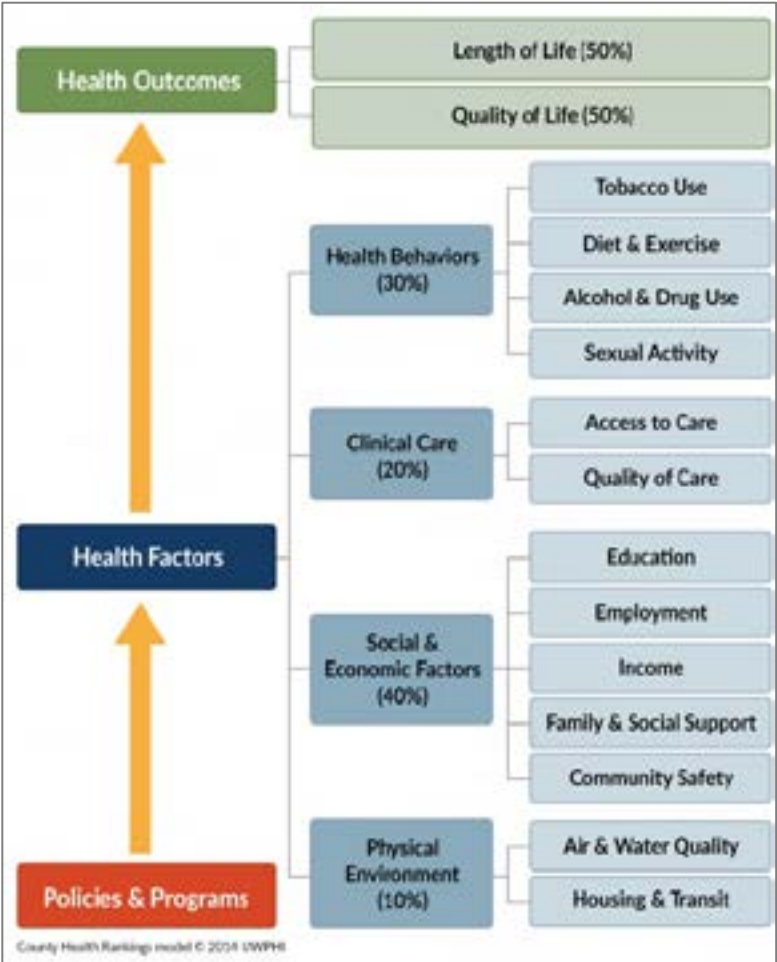 Health Outcomes
Length of Life (50%)
Quality of Life (50%)
Health Behaviors
(30%)
Tobacco Use
Diet & Exercise
Alcohol & Drug Use
Sexual Activity
Clinical Care
(20%)
Access to Care
Quality of Care
Health Factors
Social &
Economic Factors
(40%)
Education
Employment
Income
Family & Social Support
Community Safety
Physical
Environment
(10%)
Air & Water Quality
Housing & Transit
Policies & Programs
County Health Rankings model © 2014 UWPHI